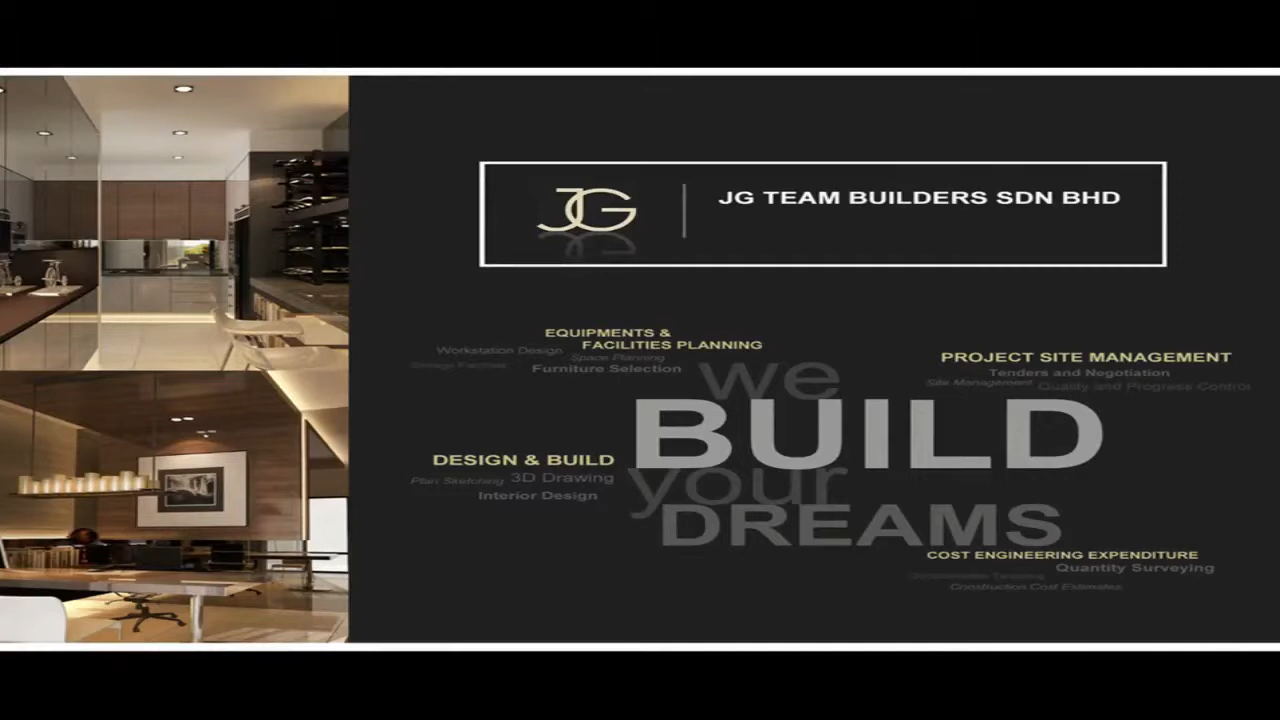 JG
JG TEAM BUILDERS SDN BHD
EQUIPMENTS &
FACILITIES PLANNING
Workstation Design
Space Planning
Furniture Selection
PROJECT SITE MANAGEMENT
Tenders and Negotiation
Site Management
Quality and Progress Control
we
BUILD
your
DREAMS
DESIGN & BUILD
Plan Sketching 3D Drawing
Interior Design
COST ENGINEERING EXPENDITURE
Quantity Surveying
Construction Cost Estimates